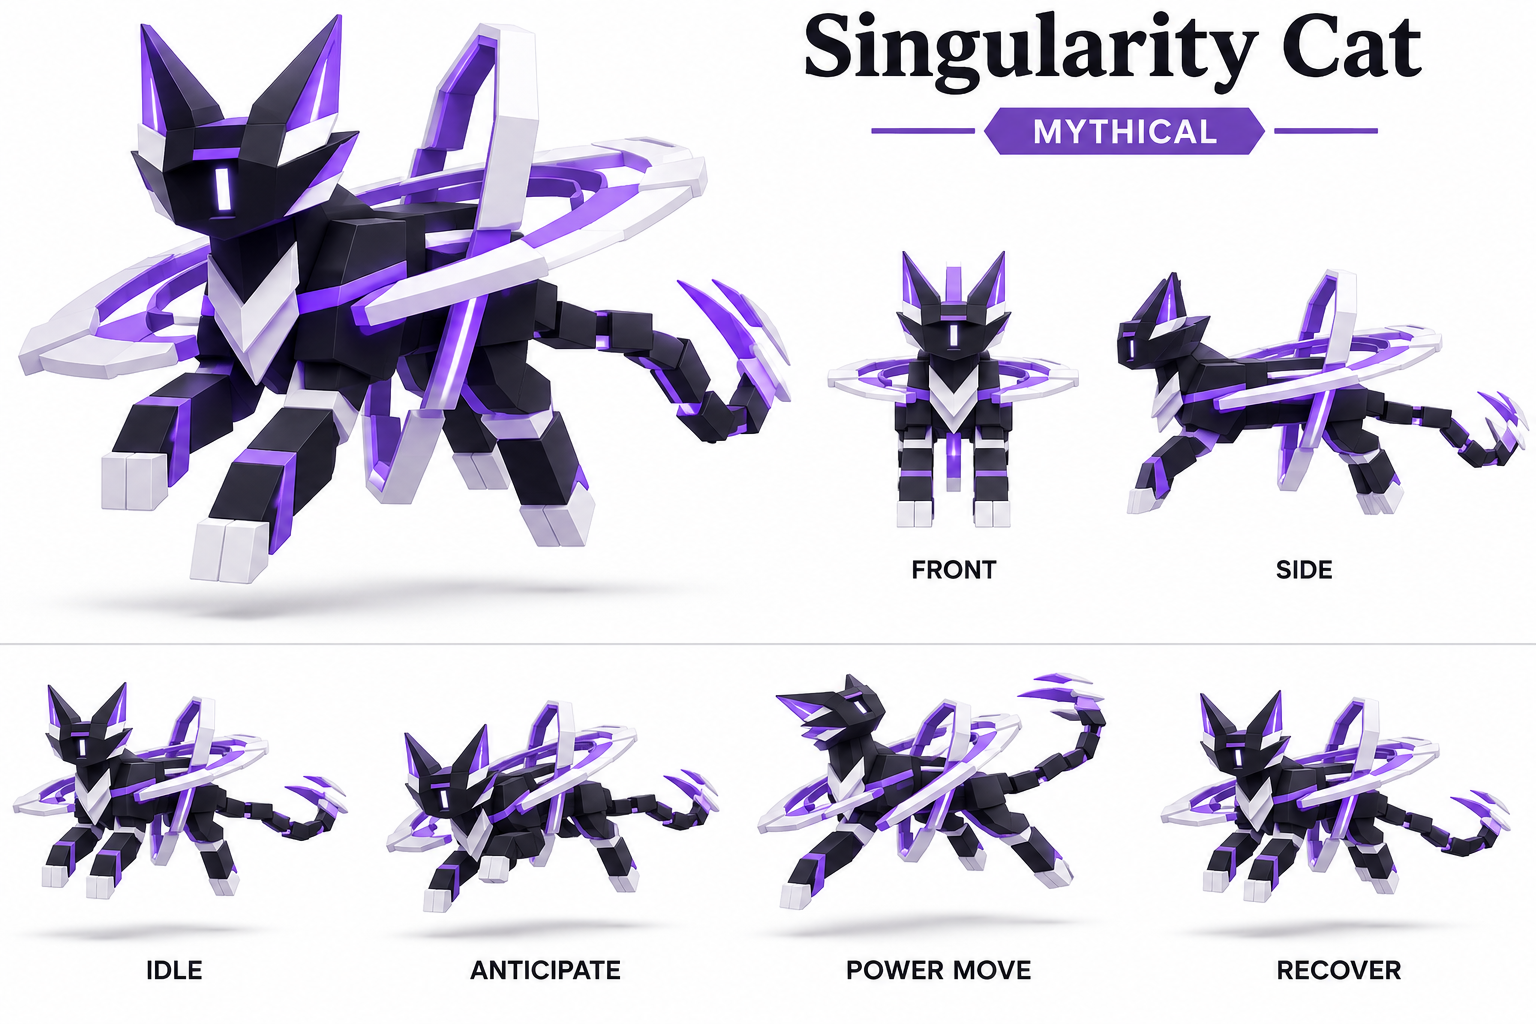 Singularity Cat
MYTHICAL
FRONT
SIDE
IDLE
ANTICIPATE
POWER MOVE
RECOVER